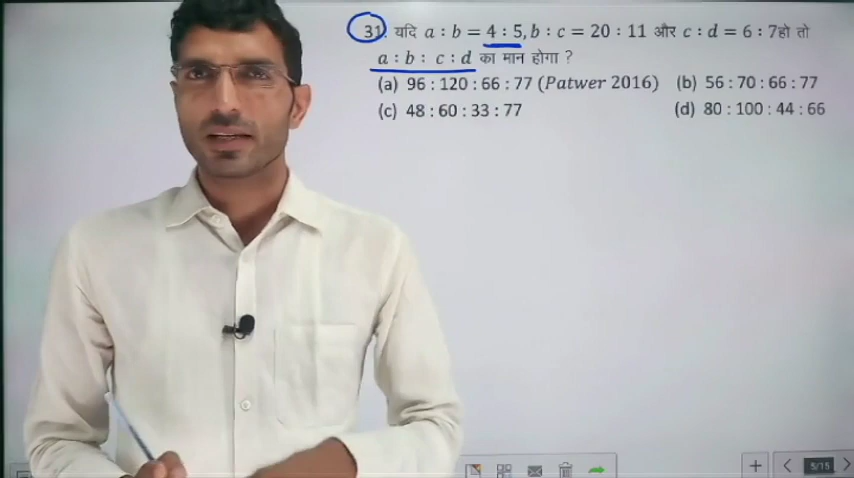 31. यदि a : b = 4 : 5, b : c = 20 : 11 और c : d = 6 : 7हो तो
a : b : c : d का मान होगा ?
(a) 96 : 120 : 66 : 77 (Patwer 2016) (b) 56 : 70 : 66 : 77
(c) 48 : 60 : 33 : 77 (d) 80 : 100 : 44 : 66
5/15